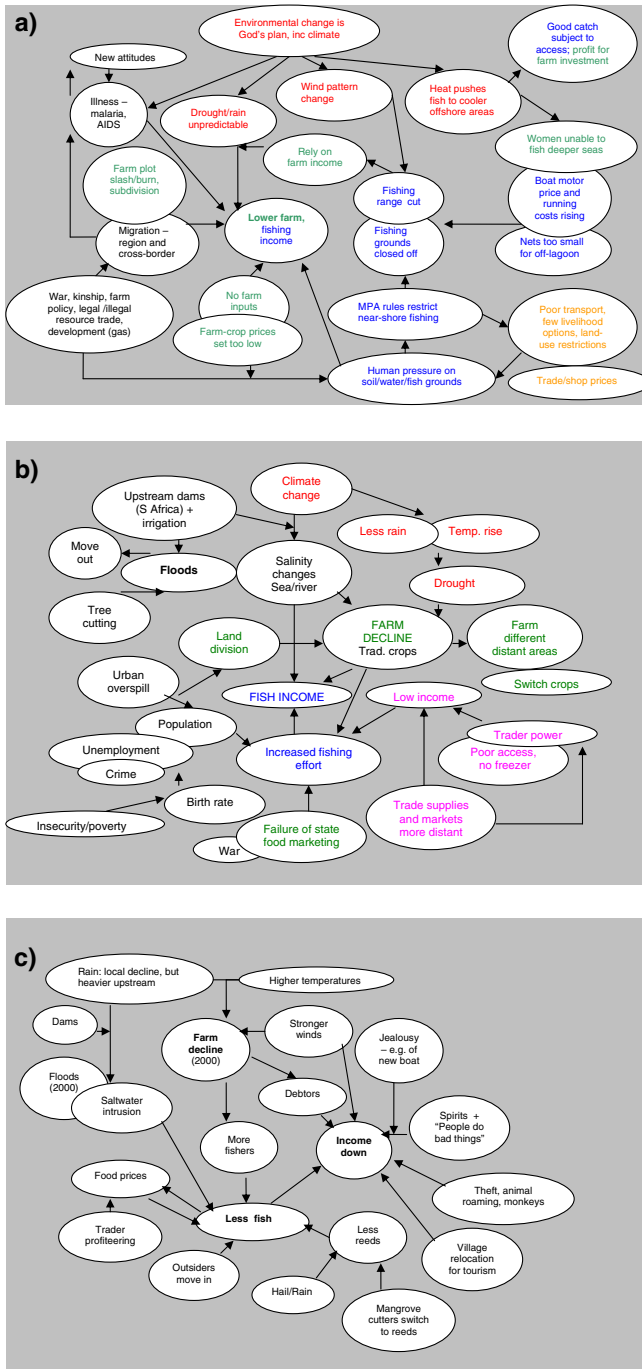 a)
Environmental change is
God's plan, inc climate
Good catch
subject to
access; profit for
farm investment
New attitudes
Illness –
malaria,
AIDS
Drought/rain
unpredictable
Wind pattern
change
Heat pushes
fish to cooler
offshore areas
Women unable to
fish deeper seas
Rely on
farm income
Farm plot
slash/burn,
subdivision
Fishing
range cut
Boat motor
price and
running
costs rising
Lower farm,
fishing
income
Migration –
region and
cross-border
Fishing
grounds
closed off
Nets too small
for off-lagoon
War, kinship, farm
policy, legal /illegal
resource trade,
development (gas)
No farm
inputs
MPA rules restrict
near-shore fishing
Poor transport,
few livelihood
options, land-
use restrictions
Farm-crop prices
set too low
Human pressure on
soil/water/fish grounds
Trade/shop prices
b)
Climate
change
Upstream dams
(S Africa) +
irrigation
Less rain
Temp. rise
Move
out
Floods
Salinity
changes
Sea/river
Drought
Tree
cutting
Land
division
FARM
DECLINE
Trad. crops
Farm
different
distant areas
Switch crops
Urban
overspill
FISH INCOME
Low income
Population
Trader power
Unemployment
Increased fishing
effort
Poor access,
no freezer
Crime
Birth rate
Trade supplies
and markets
more distant
Insecurity/poverty
Failure of state
food marketing
War
c)
Rain: local decline, but
heavier upstream
Higher temperatures
Dams
Farm
decline
(2000)
Stronger
winds
Jealousy
– e.g. of
new boat
Floods
(2000)
Saltwater
intrusion
Debtors
Spirits +
"People do
bad things"
More
fishers
Income
down
Food prices
Theft, animal
roaming, monkeys
Less fish
Less
reeds
Trader
profiteering
Outsiders
move in
Village
relocation
for tourism
Hail/Rain
Mangrove
cutters switch
to reeds